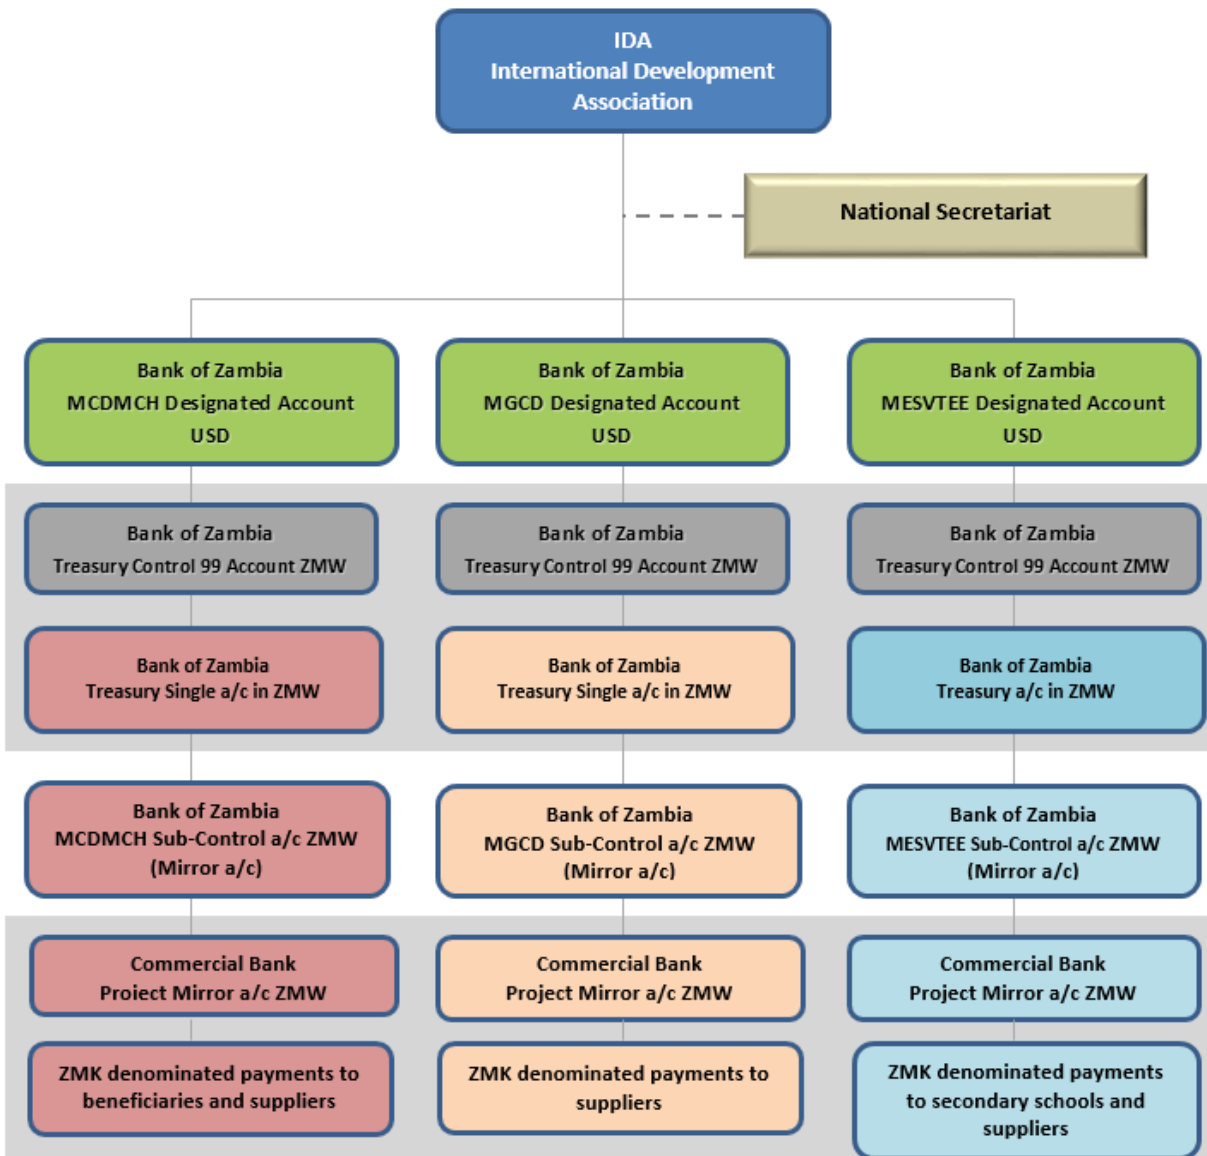 IDA
International Development
Association
National Secretariat
Bank of Zambia
MCDMCH Designated Account
USD
Bank of Zambia
MGCD Designated Account
USD
Bank of Zambia
MESVTEE Designated Account
USD
Bank of Zambia
Treasury Control 99 Account ZMW
Bank of Zambia
Treasury Control 99 Account ZMW
Bank of Zambia
Treasury Control 99 Account ZMW
Bank of Zambia
Treasury Single a/c in ZMW
Bank of Zambia
Treasury Single a/c in ZMW
Bank of Zambia
Treasury a/c in ZMW
Bank of Zambia
MCDMCH Sub-Control a/c ZMW
(Mirror a/c)
Bank of Zambia
MGCD Sub-Control a/c ZMW
(Mirror a/c)
Bank of Zambia
MESVTEE Sub-Control a/c ZMW
(Mirror a/c)
Commercial Bank
Project Mirror a/c ZMW
Commercial Bank
Project Mirror a/c ZMW
Commercial Bank
Project Mirror a/c ZMW
ZMK denominated payments to
beneficiaries and suppliers
ZMK denominated payments to
suppliers
ZMK denominated payments
to secondary schools and
suppliers